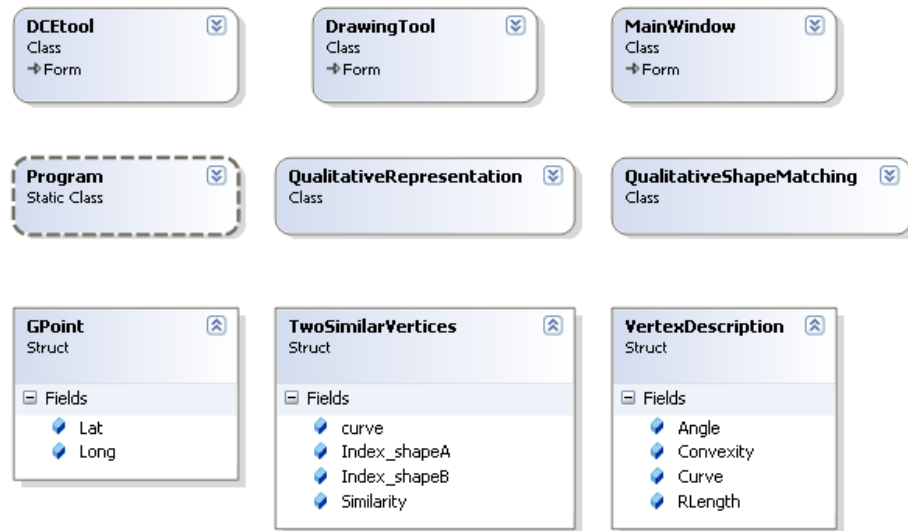 DCEtool
Class
Form
DrawingTool
Class
Form
MainWindow
Class
Form
Program
Static Class
QualitativeRepresentation
Class
QualitativeShapeMatching
Class
GPoint
Struct
Fields
Lat
Long
TwoSimilarVertices
Struct
Fields
curve
Index_shapeA
Index_shapeB
Similarity
VertexDescription
Struct
Fields
Angle
Convexity
Curve
RLength